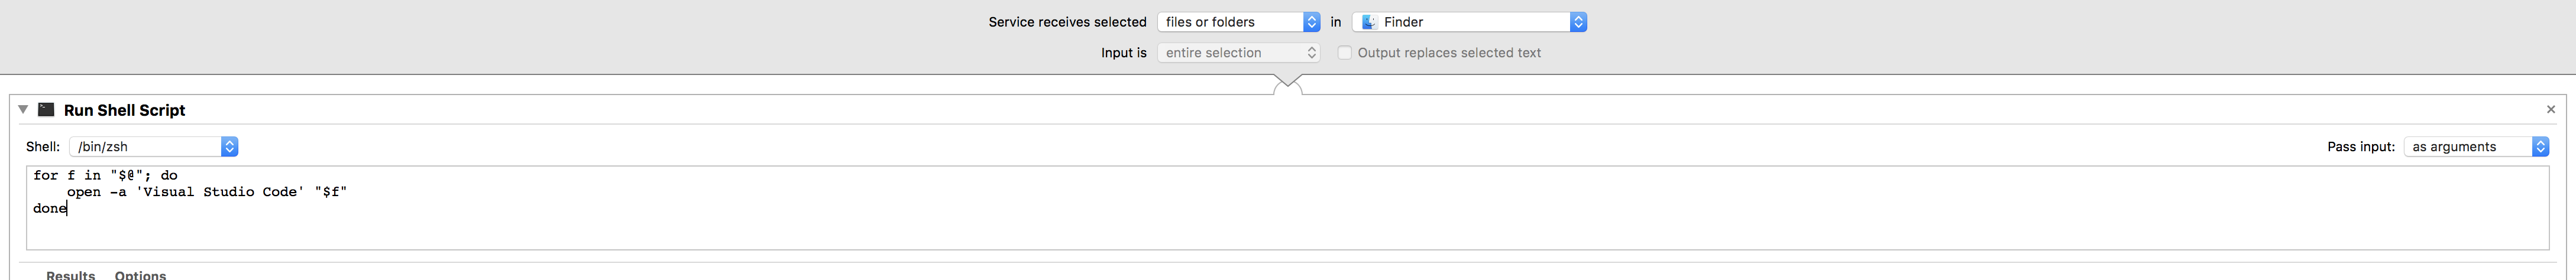 Service receives selected files or folders in Finder
Input is entire selection Output replaces selected text
Run Shell Script
Shell: /bin/zsh Pass input: as arguments
for f in "$@"; do
    open -a 'Visual Studio Code' "$f"
done
Results Options